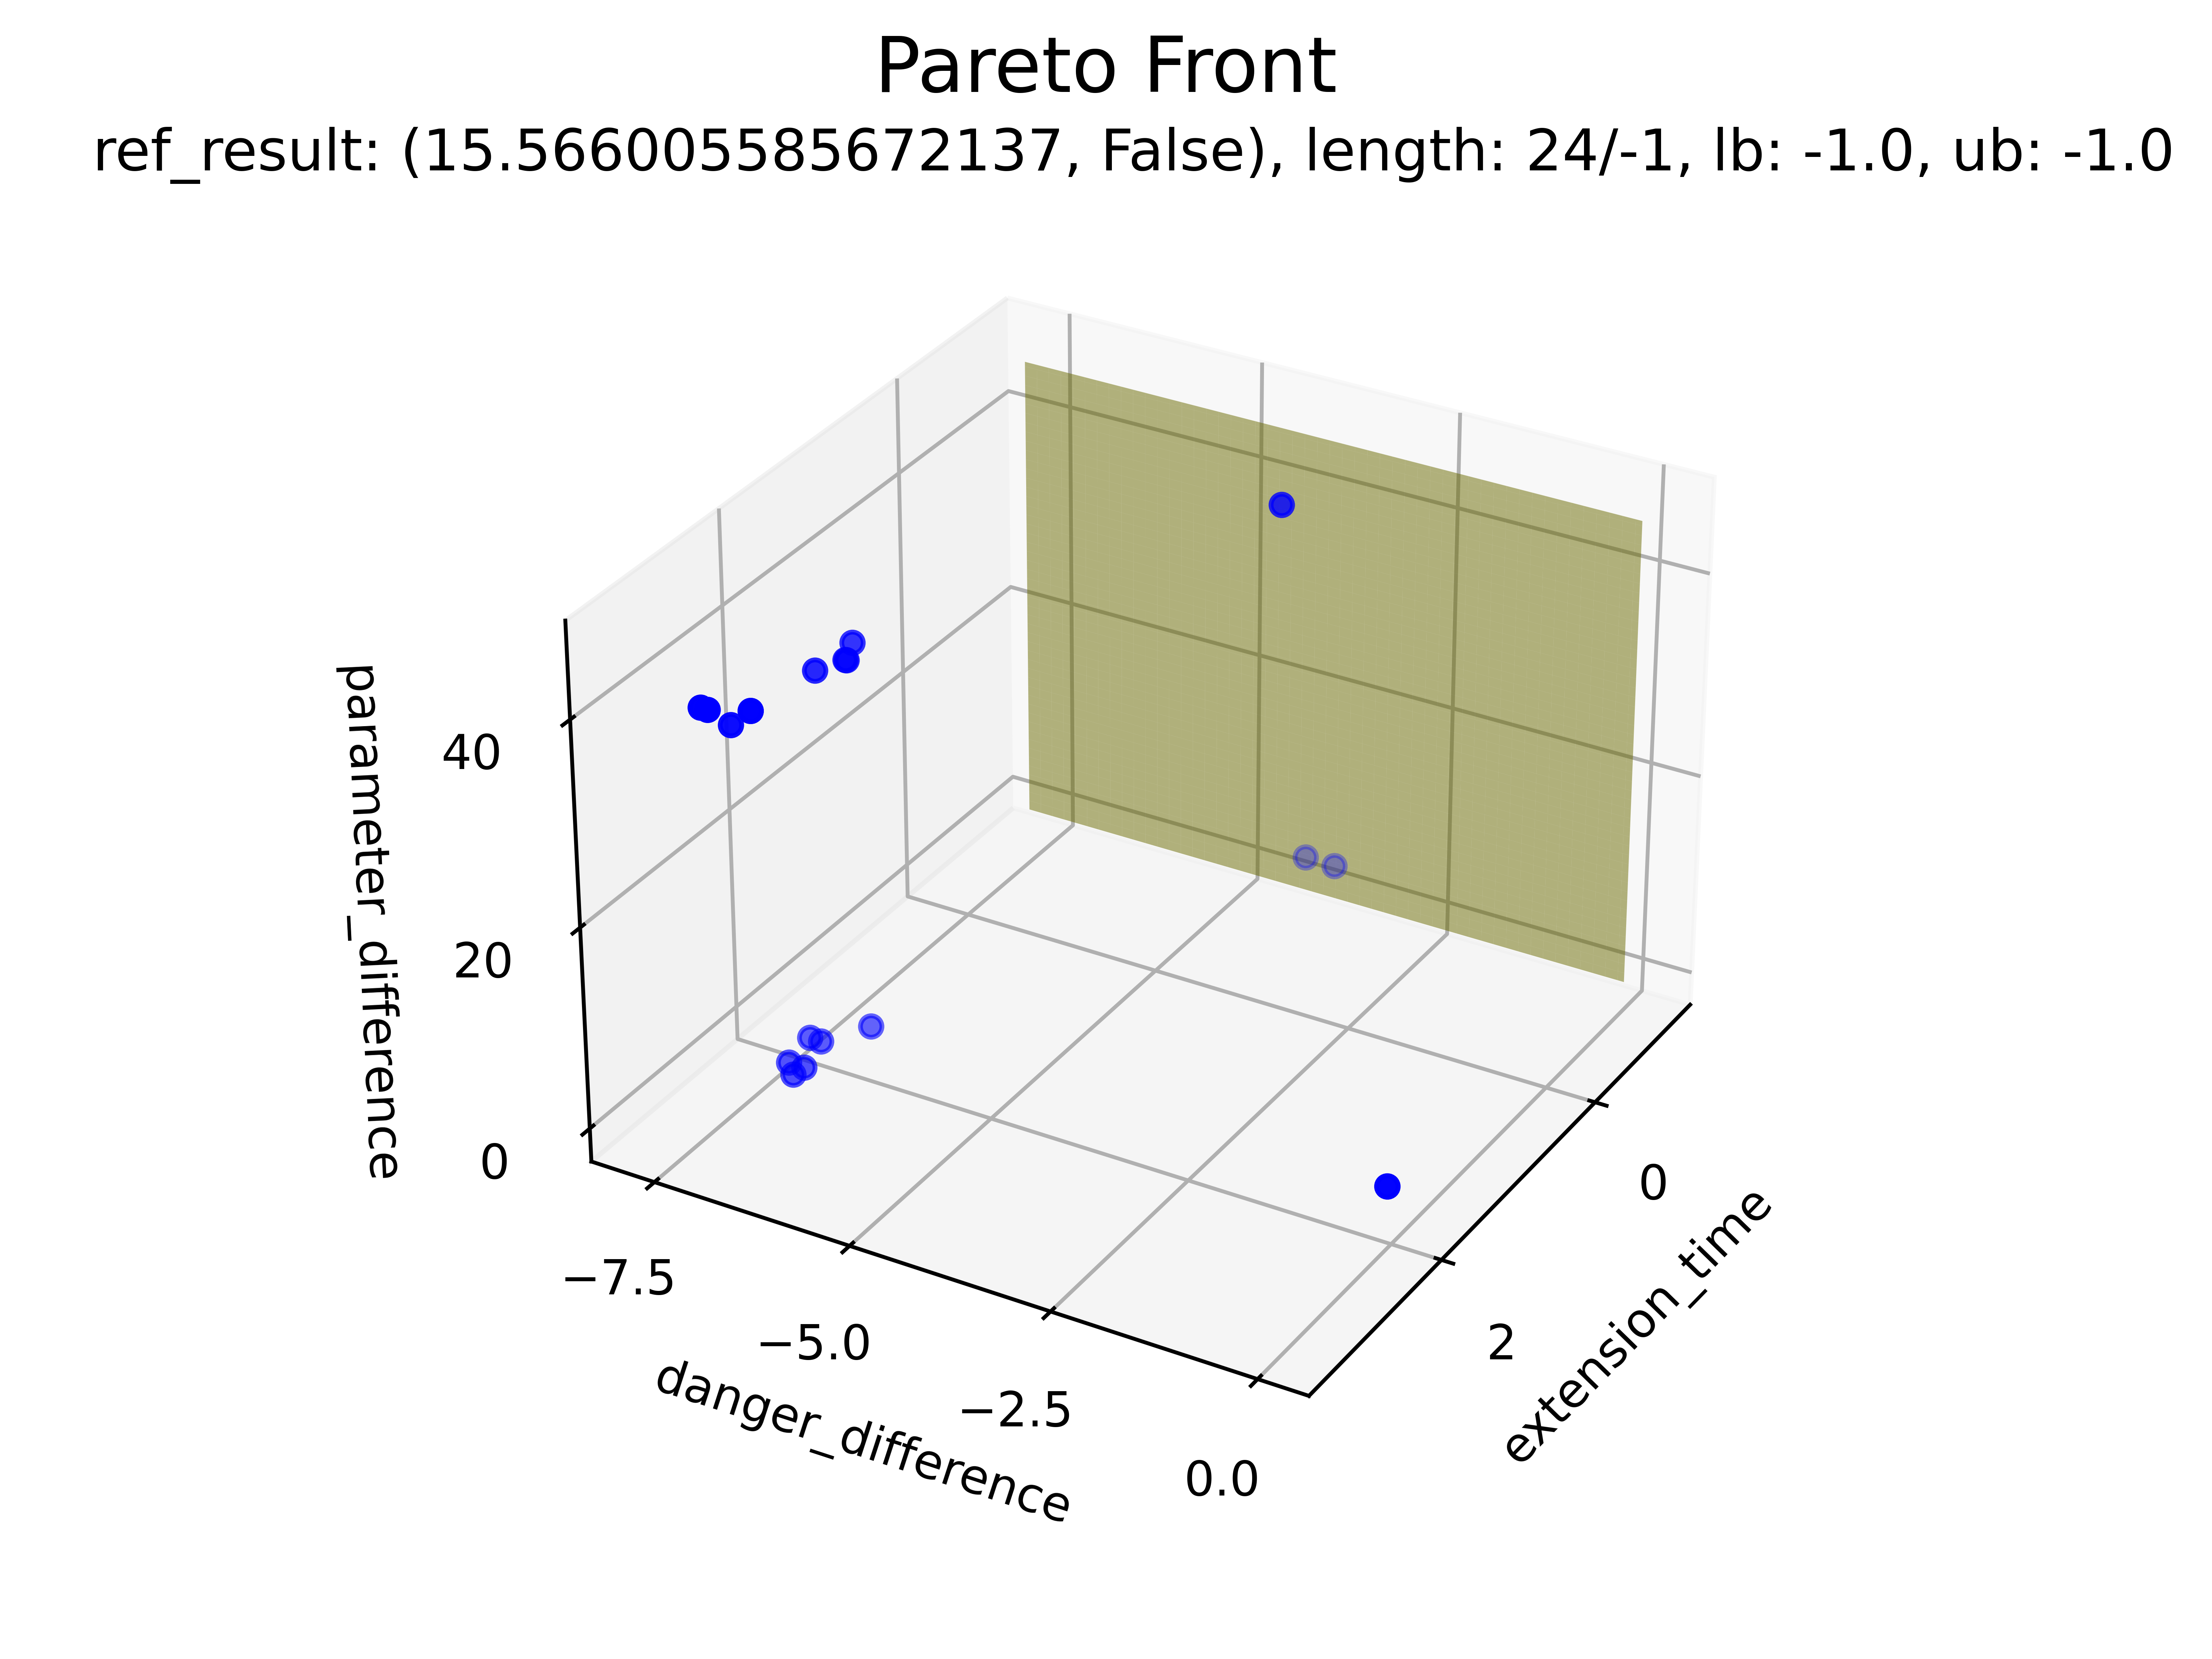 Pareto Front
ref_result: (15.566005585672137, False), length: 24/-1, lb: -1.0, ub: -1.0
parameter_difference
40
20
0
−7.5
−5.0
−2.5
0.0
danger_difference
0
2
extension_time